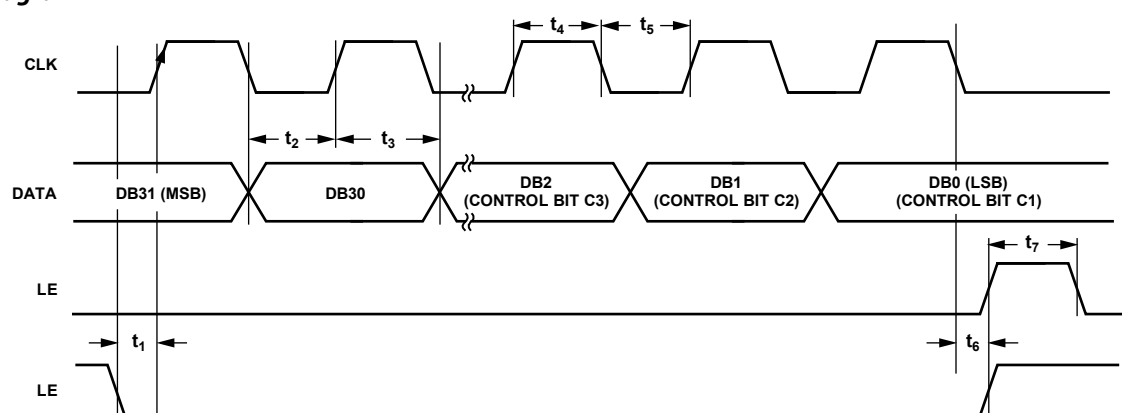 t4 t5
CLK
t2 t3
DATA
DB31 (MSB)
DB30
DB2
(CONTROL BIT C3)
DB1
(CONTROL BIT C2)
DB0 (LSB)
(CONTROL BIT C1)
t7
LE
t1
t6
LE